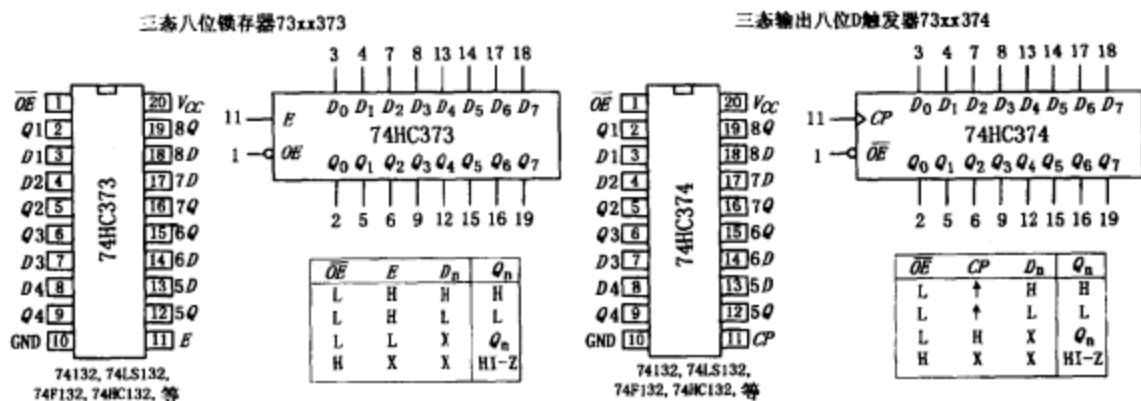 三态八位锁存器73xx373
OE 1 20 VCC
Q1 2 19 8Q
D1 3 18 8D
D2 4 17 7D
Q2 5 16 7Q
Q3 6 15 6Q
D3 7 14 6D
D4 8 13 5D
Q4 9 12 5Q
GND 10 11 E
74HC373
74132, 74LS132,
74F132, 74HC132, 等
3 4 7 8 13 14 17 18
D0 D1 D2 D3 D4 D5 D6 D7
11 E
74HC373
1 OE
Q0 Q1 Q2 Q3 Q4 Q5 Q6 Q7
2 5 6 9 12 15 16 19
OE E Dn Qn
L H H H
L H L L
L L X Qn
H X X HI-Z
三态输出八位D触发器73xx374
OE 1 20 VCC
Q1 2 19 8Q
D1 3 18 8D
D2 4 17 7D
Q2 5 16 7Q
Q3 6 15 6Q
D3 7 14 6D
D4 8 13 5D
Q4 9 12 5Q
GND 10 11 CP
74HC374
74132, 74LS132,
74F132, 74HC132, 等
3 4 7 8 13 14 17 18
D0 D1 D2 D3 D4 D5 D6 D7
11 CP
74HC374
1 OE
Q0 Q1 Q2 Q3 Q4 Q5 Q6 Q7
2 5 6 9 12 15 16 19
OE CP Dn Qn
L ↑ H H
L ↑ L L
L H X Qn
H X X HI-Z